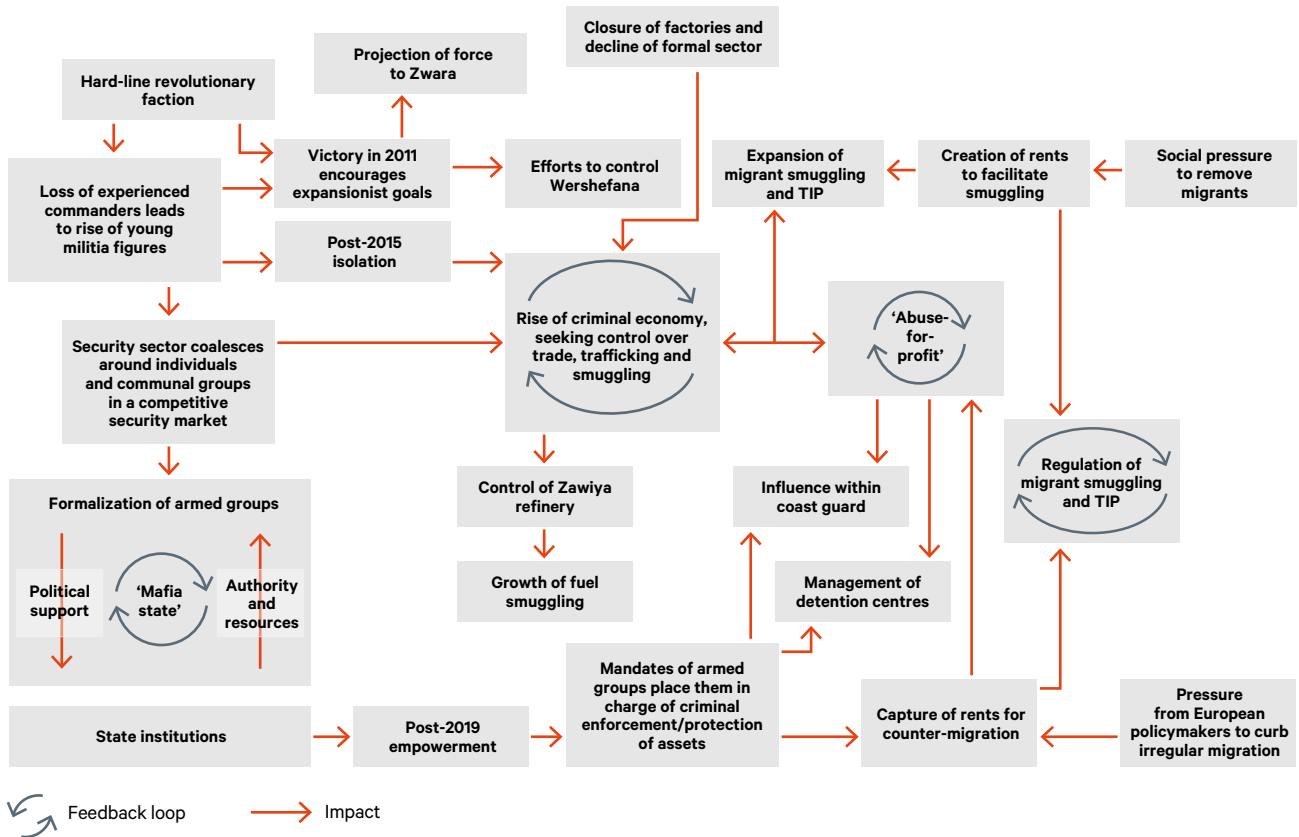 Closure of factories and
decline of formal sector
Projection of force
to Zwara
Hard-line revolutionary
faction
Victory in 2011
encourages
expansionist goals
Efforts to control
Wershefana
Expansion of
migrant smuggling
and TIP
Creation of rents
to facilitate
smuggling
Social pressure
to remove
migrants
Loss of experienced
commanders leads
to rise of young
militia figures
Post-2015
isolation
Rise of criminal economy,
seeking control over
trade, trafficking and
smuggling
‘Abuse-
for-
profit’
Security sector coalesces
around individuals
and communal groups
in a competitive
security market
Regulation of
migrant smuggling
and TIP
Control of Zawiya
refinery
Influence within
coast guard
Formalization of armed groups
Political
support
‘Mafia
state’
Authority
and
resources
Growth of fuel
smuggling
Management of
detention centres
Mandates of armed
groups place them in
charge of criminal
enforcement/protection
of assets
State institutions
Post-2019
empowerment
Capture of rents for
counter-migration
Pressure
from European
policymakers to curb
irregular migration
Feedback loop
Impact